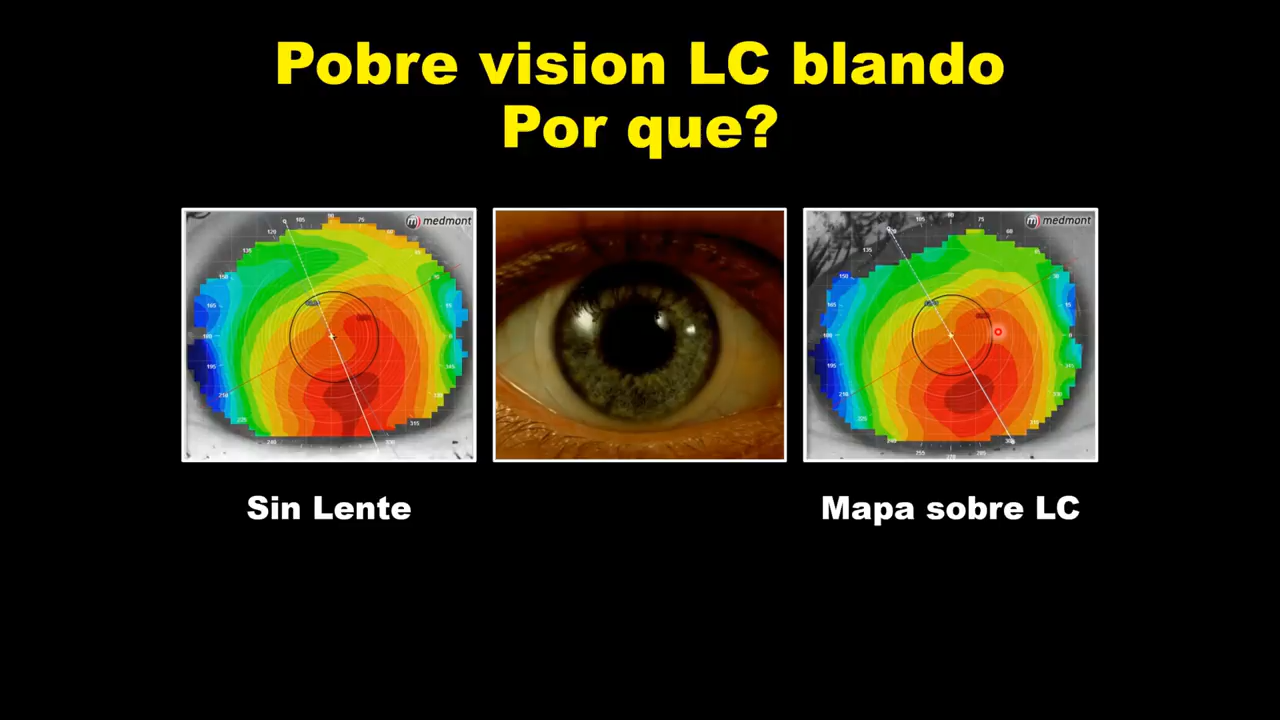 Pobre vision LC blando
Por que?
medmont
medmont
Sin Lente
Mapa sobre LC